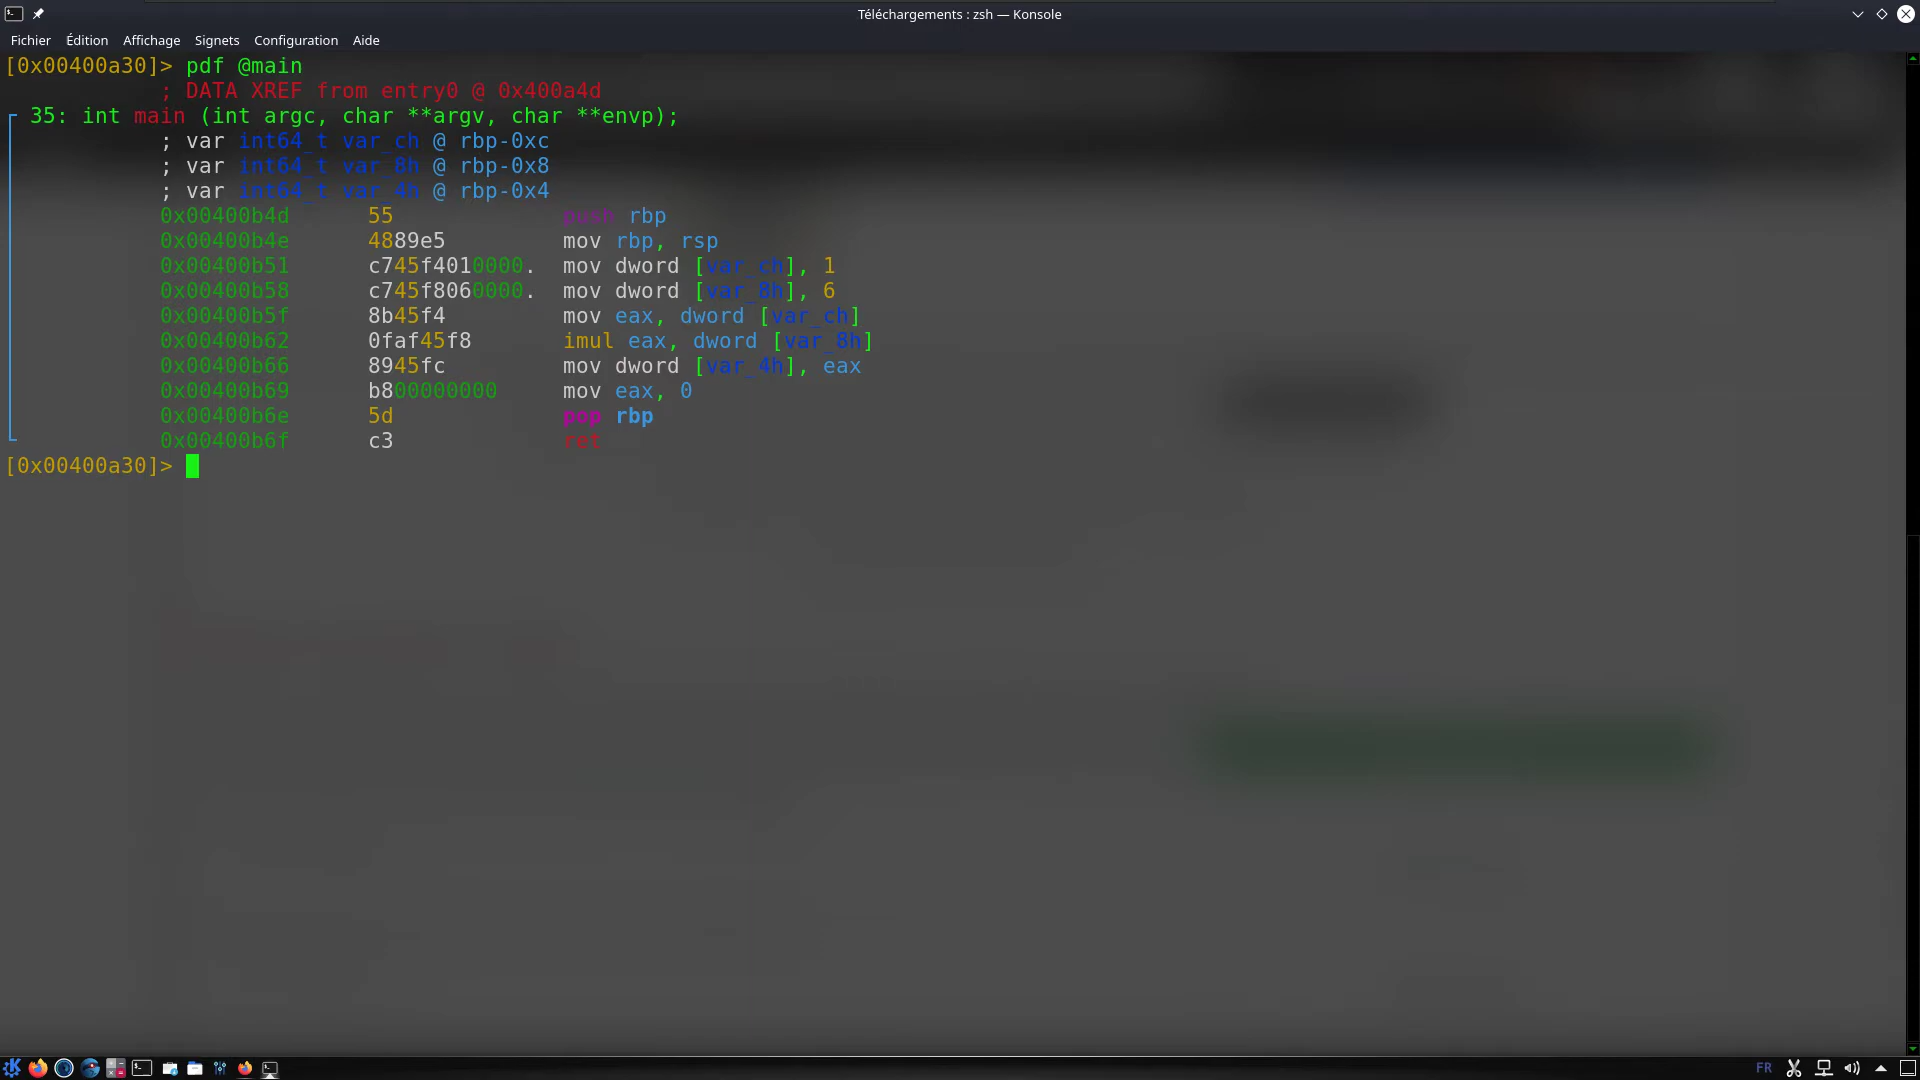 Téléchargements : zsh — Konsole
Fichier Édition Affichage Signets Configuration Aide
[0x00400a30]> pdf @main
; DATA XREF from entry0 @ 0x400a4d
35: int main (int argc, char **argv, char **envp);
; var int64_t var_ch @ rbp-0xc
; var int64_t var_8h @ rbp-0x8
; var int64_t var_4h @ rbp-0x4
0x00400b4d 55 push rbp
0x00400b4e 4889e5 mov rbp, rsp
0x00400b51 c745f4010000. mov dword [var_ch], 1
0x00400b58 c745f8060000. mov dword [var_8h], 6
0x00400b5f 8b45f4 mov eax, dword [var_ch]
0x00400b62 0faf45f8 imul eax, dword [var_8h]
0x00400b66 8945fc mov dword [var_4h], eax
0x00400b69 b800000000 mov eax, 0
0x00400b6e 5d pop rbp
0x00400b6f c3 ret
[0x00400a30]>
FR